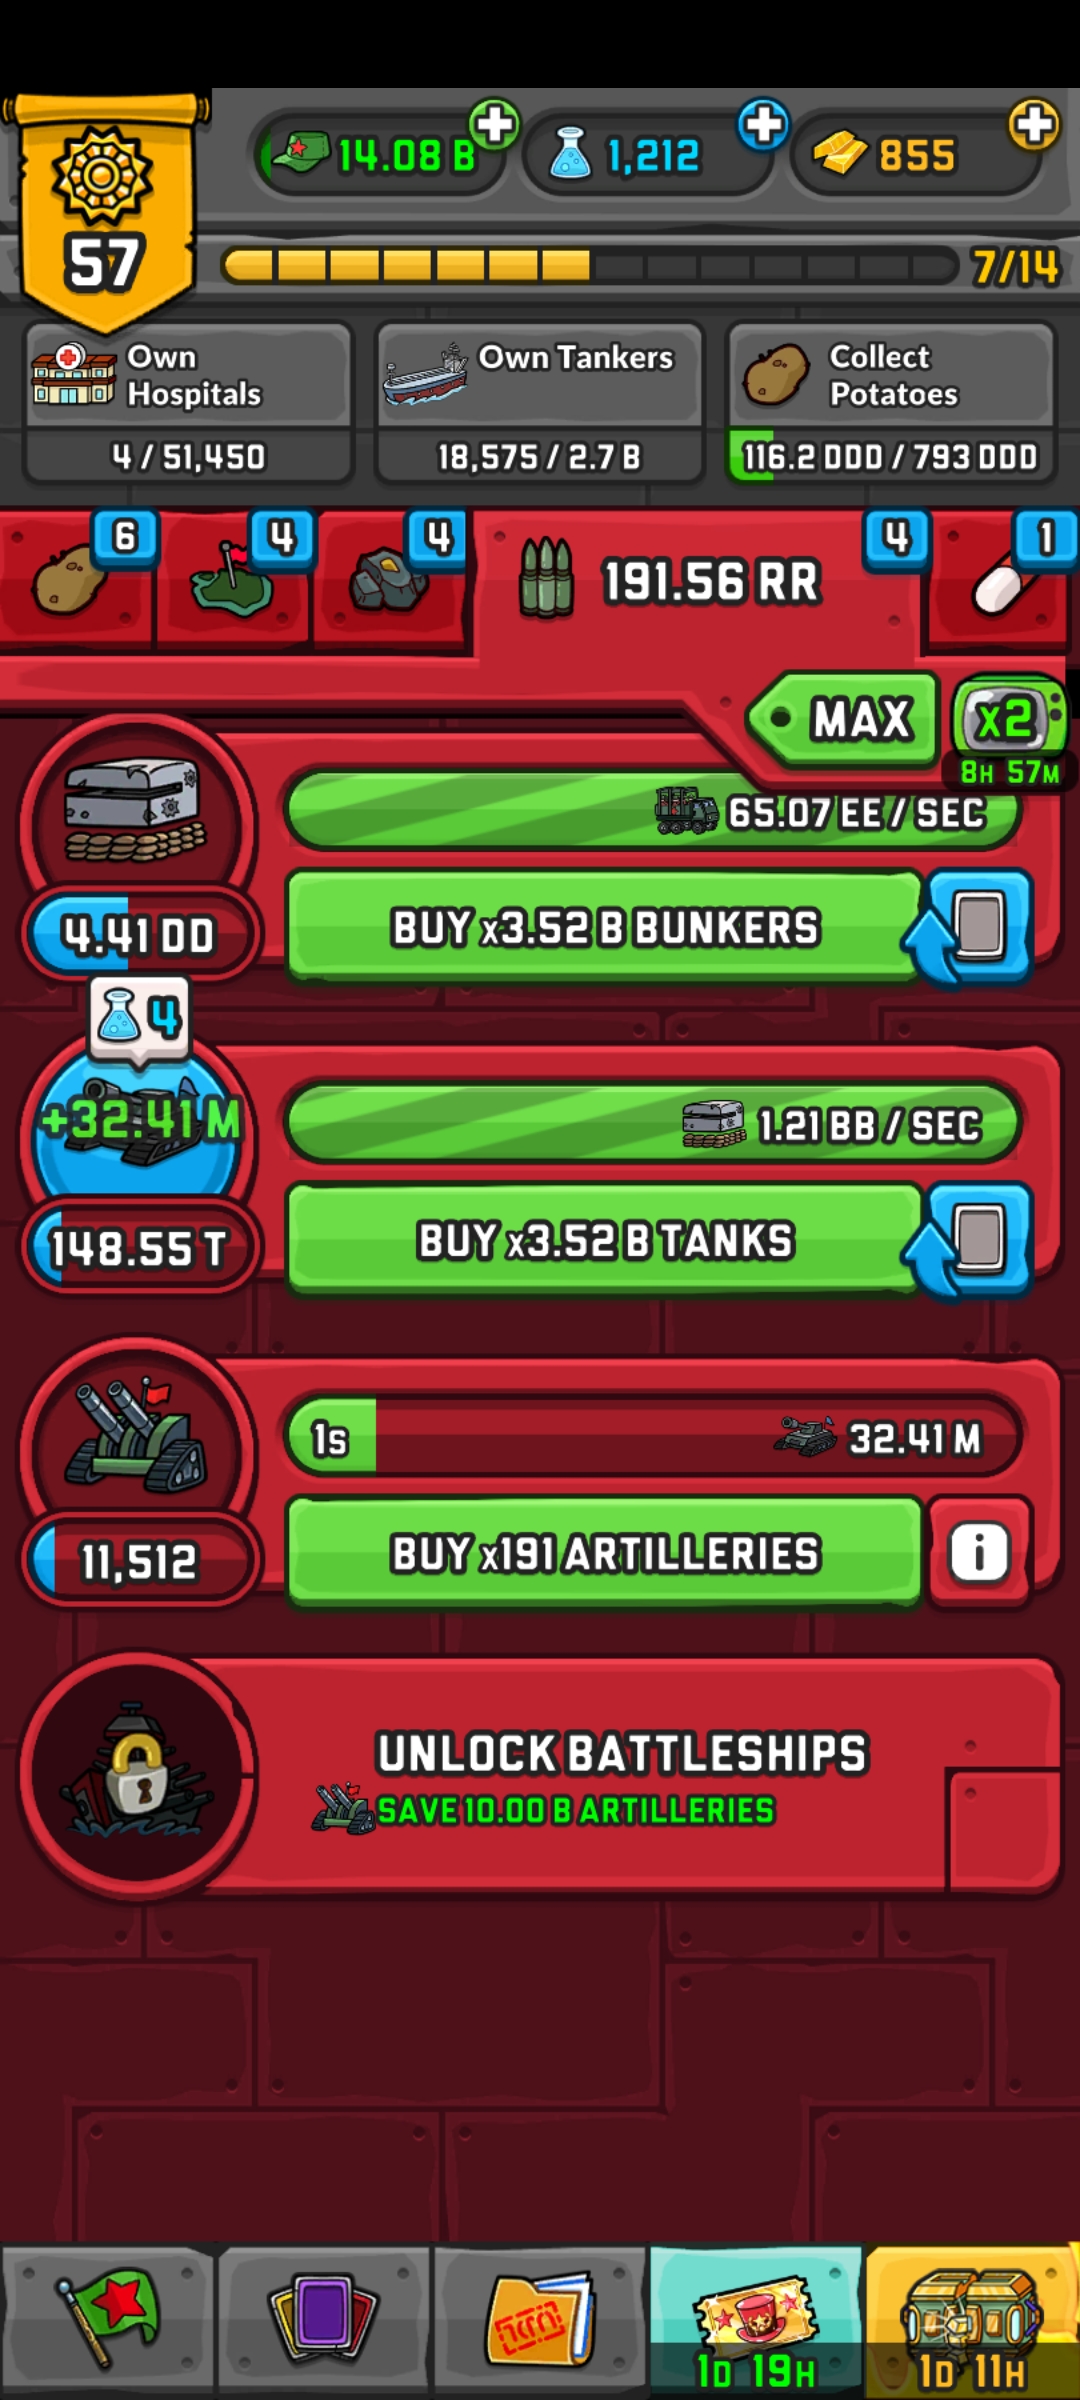 14.08 B
1,212
855
57
7/14
Own
Hospitals
4 / 51,450
Own Tankers
18,575 / 2.7 B
Collect
Potatoes
116.2 DDD / 793 DDD
6
4
4
191.56 RR
4
1
MAX
x2
8H 57M
65.07 EE / SEC
4.41 DD
BUY x3.52 B BUNKERS
4
+32.41 M
1.21 BB / SEC
148.55 T
BUY x3.52 B TANKS
1s
32.41 M
11,512
BUY x191 ARTILLERIES
i
UNLOCK BATTLESHIPS
SAVE 10.00 B ARTILLERIES
1D 19H
1D 11H